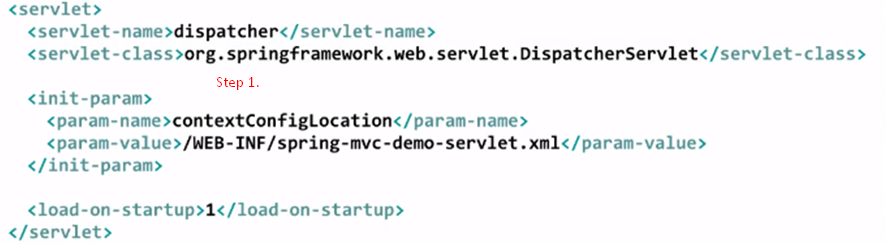 <servlet>
<servlet-name>dispatcher</servlet-name>
<servlet-class>org.springframework.web.servlet.DispatcherServlet</servlet-class>
Step 1.
<init-param>
<param-name>contextConfigLocation</param-name>
<param-value>/WEB-INF/spring-mvc-demo-servlet.xml</param-value>
</init-param>
<load-on-startup>1</load-on-startup>
</servlet>